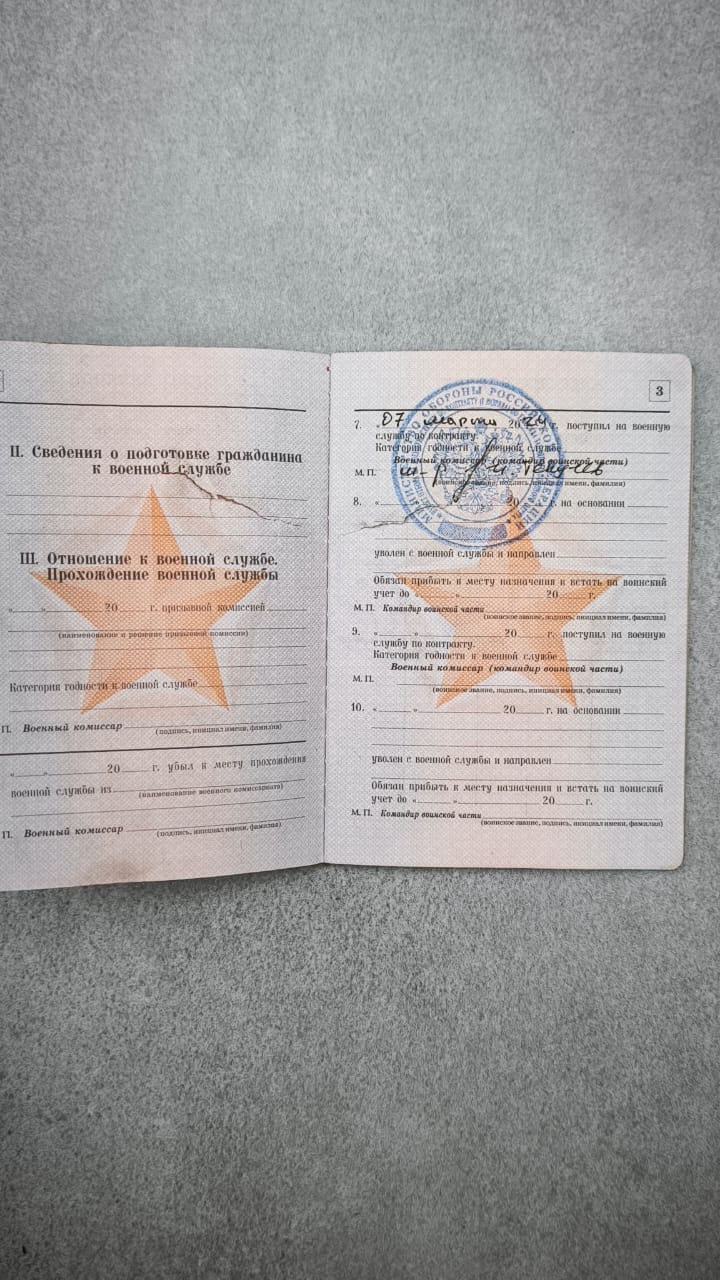 II. Сведения о подготовке гражданина
к военной службе
III. Отношение к военной службе.
Прохождение военной службы
«        »        20        г. призывной комиссией
(наименование и решение призывной комиссии)
Категория годности к военной службе
П. Военный комиссар
(подпись, инициал имени, фамилия)
«        »        20        г. убыл к месту прохождения
военной службы из
(наименование военного комиссариата)
П. Военный комиссар
(подпись, инициал имени, фамилия)
3
7. «07 марта 2024 г. поступил на военную
службу по контракту.
Категория годности к военной службе
Военный комиссар (командир воинской части)
М. П.
(воинское звание, подпись, инициал имени, фамилия)
8. «        20        г. на основании
уволен с военной службы и направлен
Обязан прибыть к месту назначения и встать на воинский
учет до «        »        20        г.
М. П. Командир воинской части
(воинское звание, подпись, инициал имени, фамилия)
9. «        »        20        г. поступил на военную
службу по контракту.
Категория годности к военной службе
Военный комиссар (командир воинской части)
М. П.
(воинское звание, подпись, инициал имени, фамилия)
10. «        »        20        г. на основании
уволен с военной службы и направлен
Обязан прибыть к месту назначения и встать на воинский
учет до «        »        20        г.
М. П. Командир воинской части
(воинское звание, подпись, инициал имени, фамилия)